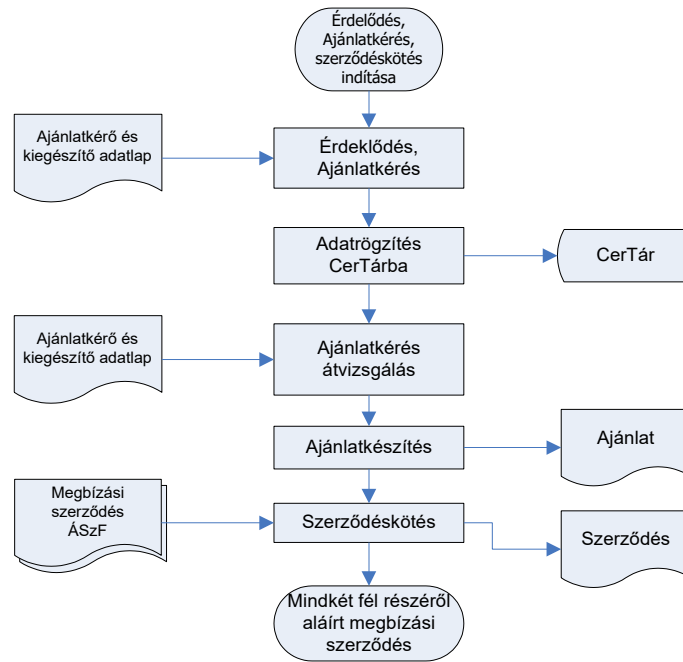 Érdelődés,
Ajánlatkérés,
szerződéskötés
indítása
Ajánlatkérő és
kiegészítő adatlap
Érdeklődés,
Ajánlatkérés
Adatrögzítés
CerTárba
CerTár
Ajánlatkérő és
kiegészítő adatlap
Ajánlatkérés
átvizsgálás
Ajánlatkészítés
Ajánlat
Megbízási
szerződés
ÁSzF
Szerződéskötés
Szerződés
Mindkét fél részéről
aláírt megbízási
szerződés